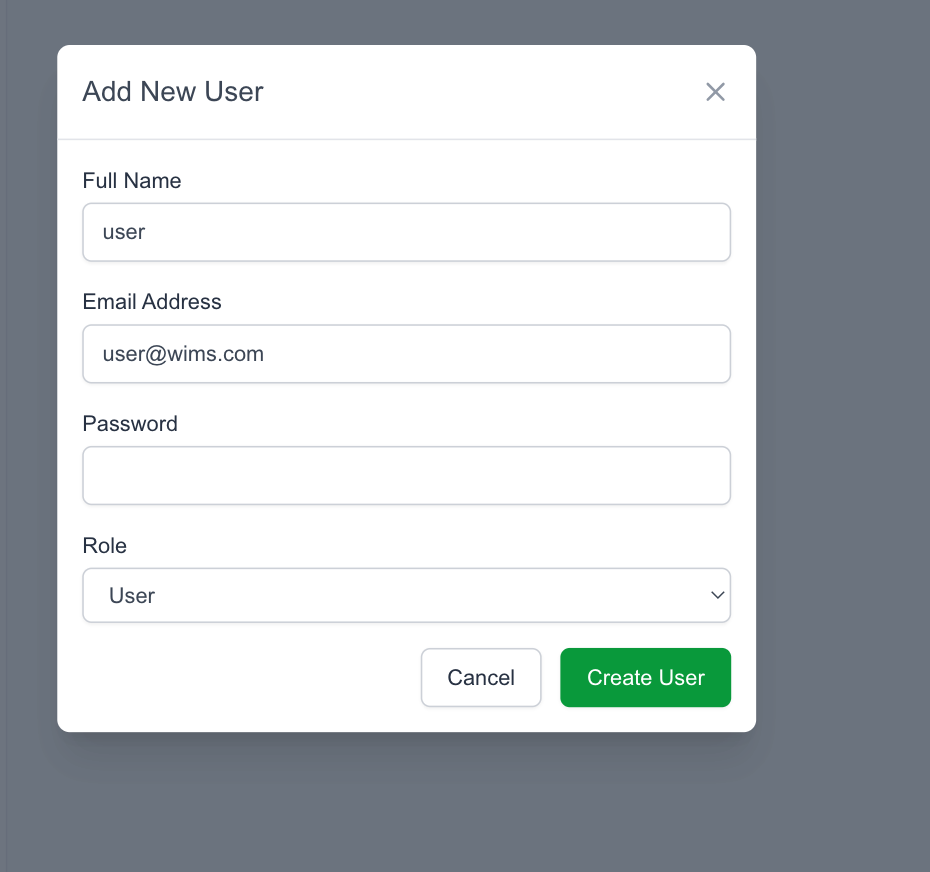 Add New User
Full Name
user
Email Address
user@wims.com
Password
Role
User
Cancel Create User